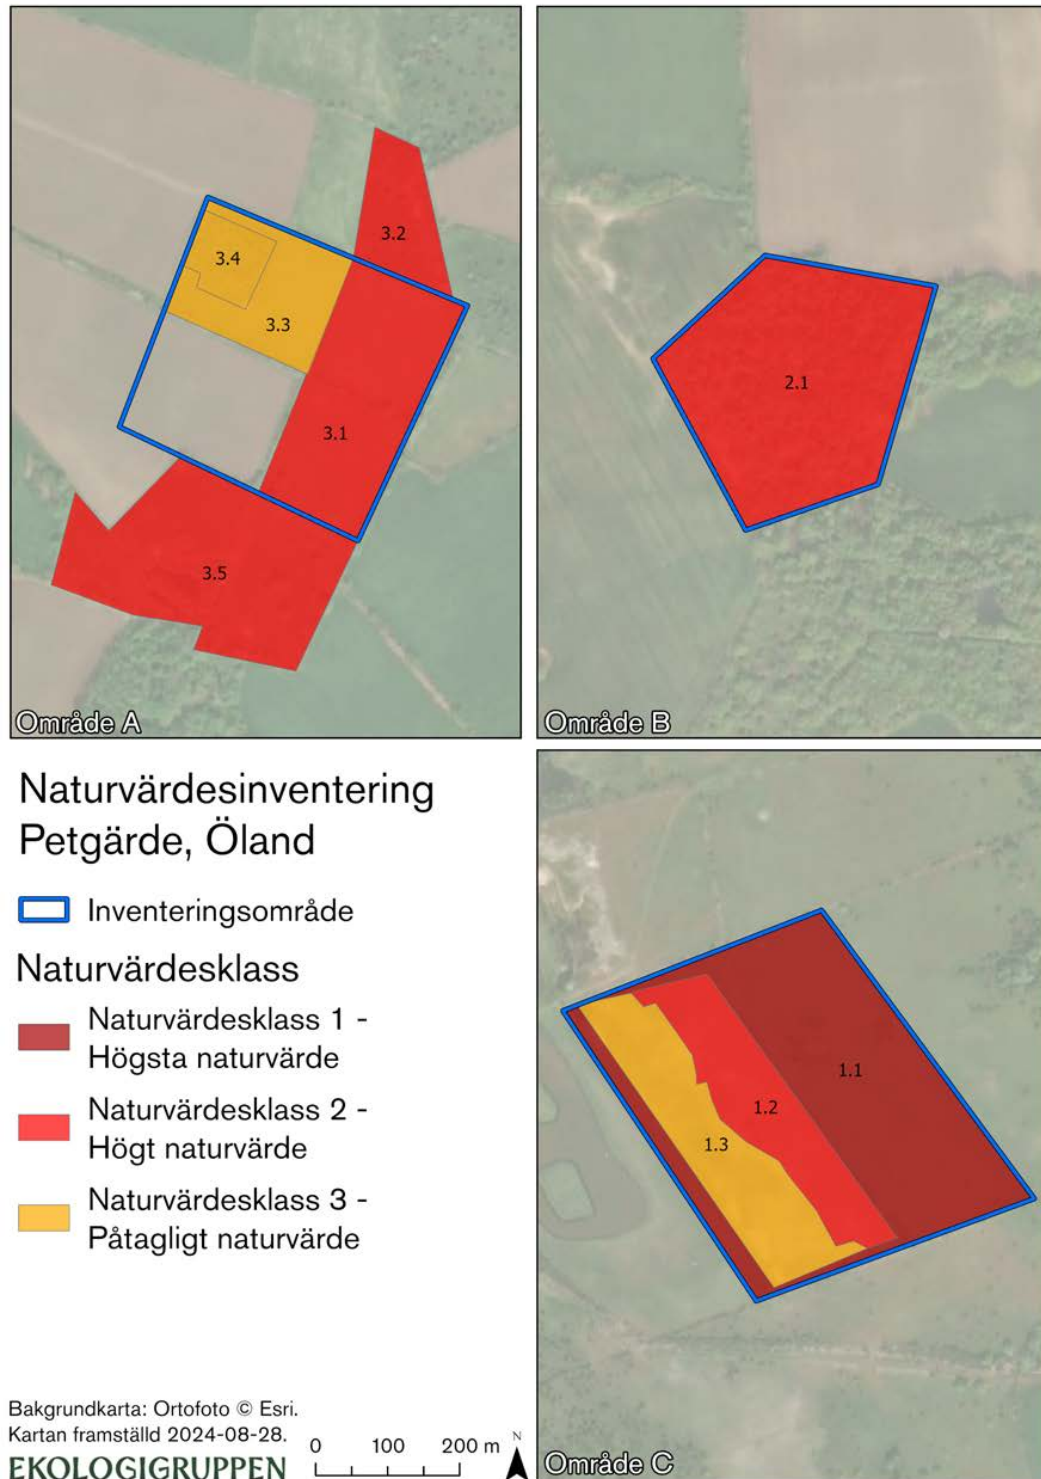 3.2
3.4
3.3
3.1
3.5
Område A
2.1
Område B
Naturvärdesinventering
Petgärde, Öland
Inventeringsområde
Naturvärdesklass
Naturvärdesklass 1 -
Högsta naturvärde
Naturvärdesklass 2 -
Högt naturvärde
Naturvärdesklass 3 -
Påtagligt naturvärde
1.1
1.2
1.3
Område C
Bakgrundkarta: Ortofoto © Esri.
Kartan framställd 2024-08-28.
EKOLOGIGRUPPEN
0 100 200 m
N